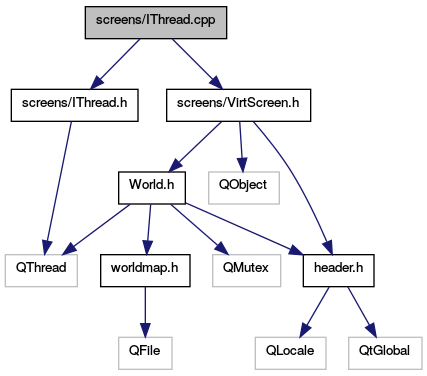 screens/IThread.cpp
screens/IThread.h
screens/VirtScreen.h
World.h
QObject
QThread
worldmap.h
QMutex
header.h
QFile
QLocale
QtGlobal